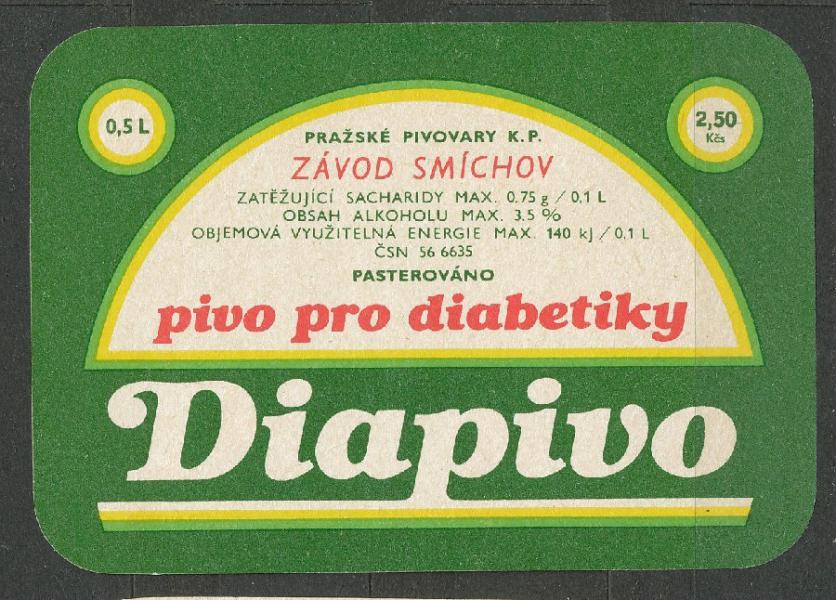 0,5 L
2,50
Kčs
PRAŽSKÉ PIVOVARY K.P.
ZÁVOD SMÍCHOV
ZATĚŽUJÍCÍ SACHARIDY MAX. 0.75 g / 0,1 L
OBSAH ALKOHOLU MAX. 3.5 %
OBJEMOVÁ VYUŽITELNÁ ENERGIE MAX. 140 kJ / 0,1 L
ČSN 56 6635
PASTEROVÁNO
pivo pro diabetiky
Diapivo